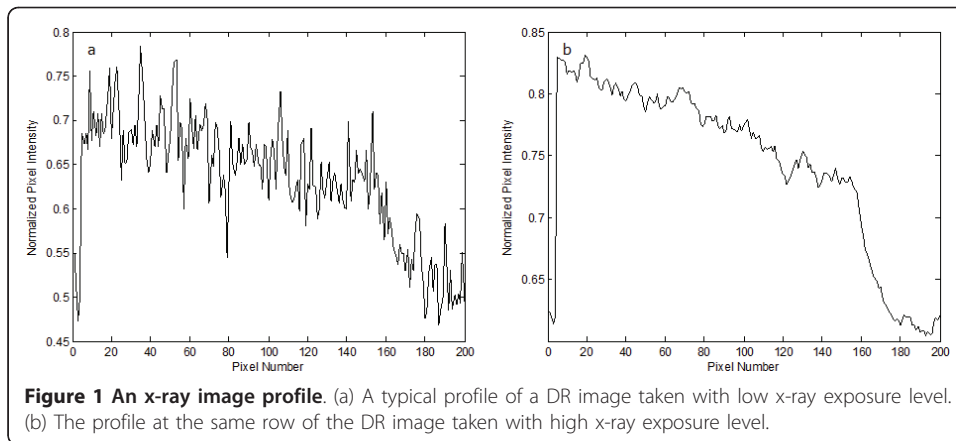 a
0.8
0.75
0.7
0.65
0.6
0.55
0.5
0.45
Normalized Pixel Intensity
0 20 40 60 80 100 120 140 160 180 200
Pixel Number
b
0.85
0.8
0.75
0.7
0.65
Normalized Pixel Intensity
0 20 40 60 80 100 120 140 160 180 200
Pixel Number
Figure 1 An x-ray image profile. (a) A typical profile of a DR image taken with low x-ray exposure level.
(b) The profile at the same row of the DR image taken with high x-ray exposure level.